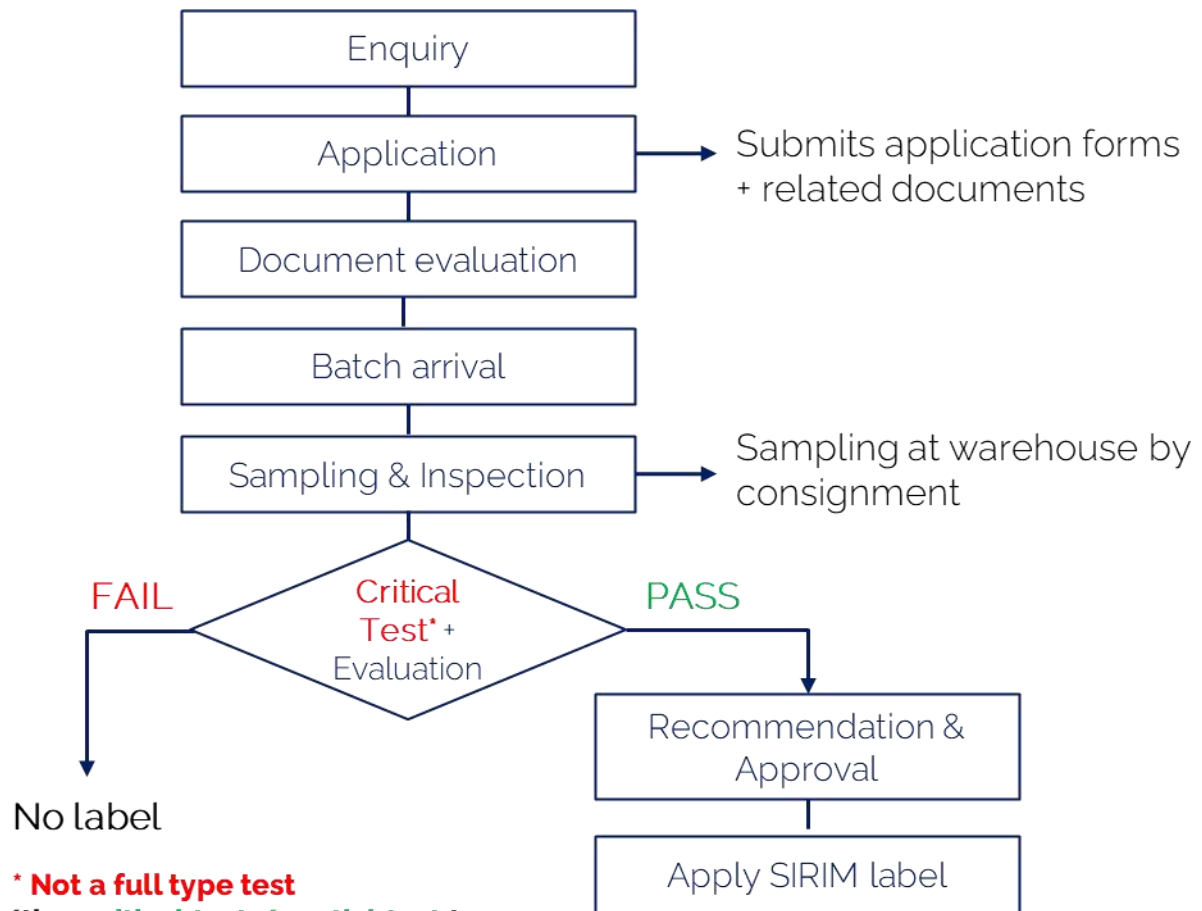 Enquiry
Application
Submits application forms
+ related documents
Document evaluation
Batch arrival
Sampling & Inspection
Sampling at warehouse by
consignment
FAIL
Critical
Test* +
Evaluation
PASS
Recommendation &
Approval
No label
Apply SIRIM label
* Not a full type test